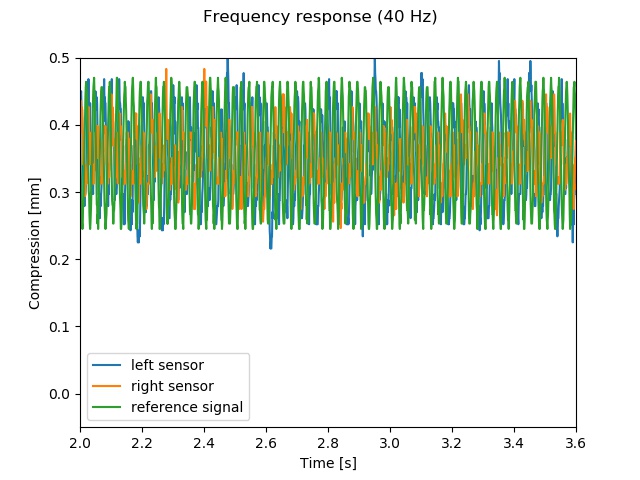 Frequency response (40 Hz)
0.5
0.4
0.3
0.2
0.1
0.0
Compression [mm]
left sensor
right sensor
reference signal
2.0 2.2 2.4 2.6 2.8 3.0 3.2 3.4 3.6
Time [s]